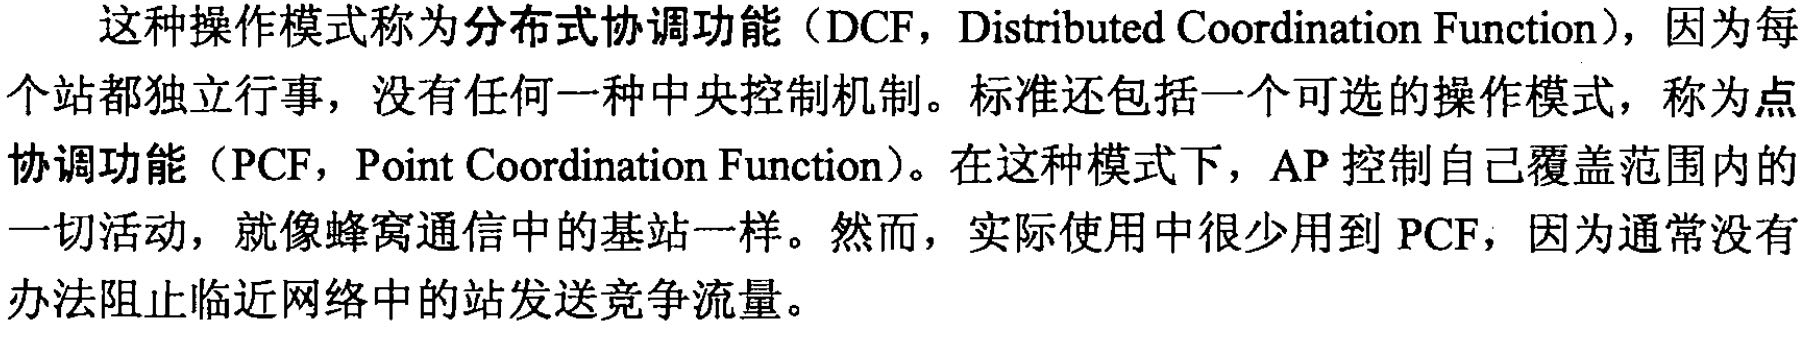 这种操作模式称为分布式协调功能（DCF，Distributed Coordination Function），因为每
个站都独立行事，没有任何一种中央控制机制。标准还包括一个可选的操作模式，称为点
协调功能（PCF，Point Coordination Function）。在这种模式下，AP 控制自己覆盖范围内的
一切活动，就像蜂窝通信中的基站一样。然而，实际使用中很少用到 PCF，因为通常没有
办法阻止临近网络中的站发送竞争流量。